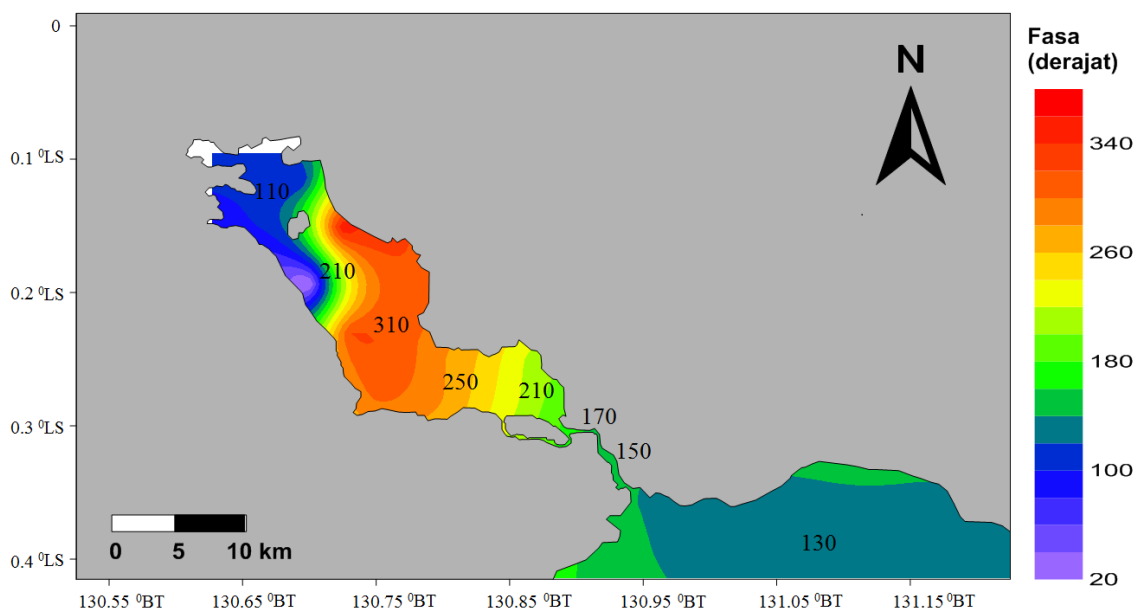 0
Fasa
(derajat)
N
340
0.1 ⁰LS
110
260
210
0.2 ⁰LS
310
180
250
210
170
0.3 ⁰LS
150
100
130
0 5 10 km
0.4 ⁰LS
20
130.55 ⁰BT 130.65 ⁰BT 130.75 ⁰BT 130.85 ⁰BT 130.95 ⁰BT 131.05 ⁰BT 131.15 ⁰BT